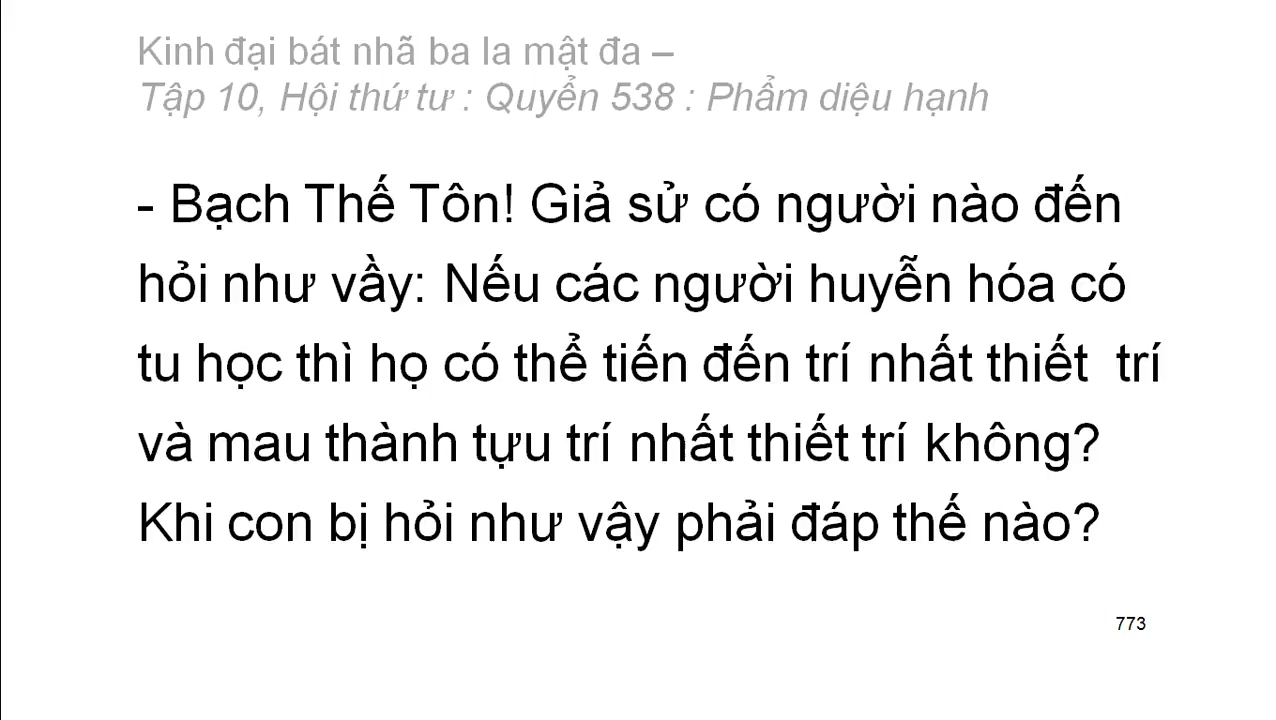 Kinh đại bát nhã ba la mật đa –
Tập 10, Hội thứ tư : Quyển 538 : Phẩm diệu hạnh
- Bạch Thế Tôn! Giả sử có người nào đến
hỏi như vầy: Nếu các người huyễn hóa có
tu học thì họ có thể tiến đến trí nhất thiết trí
và mau thành tựu trí nhất thiết trí không?
Khi con bị hỏi như vậy phải đáp thế nào?
773